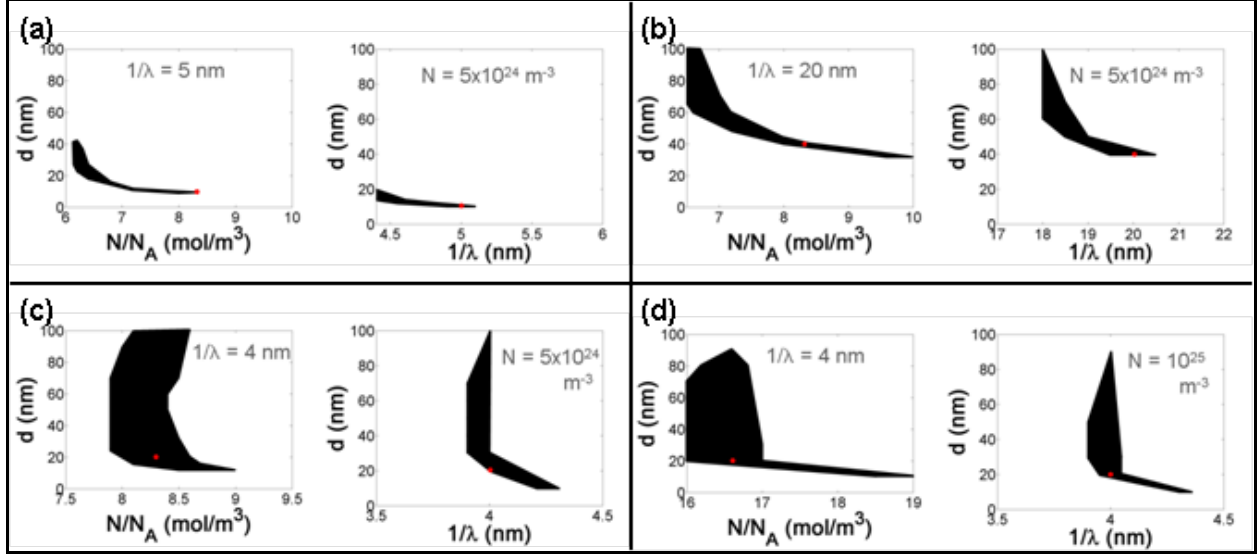 (a)
100
80
60
40
20
0
d (nm)
1/λ = 5 nm
6 7 8 9 10
N/N_A (mol/m³)
100
80
60
40
20
0
d (nm)
N = 5x10²⁴ m⁻³
4.5 5 5.5 6
1/λ (nm)
(b)
100
80
60
40
20
0
d (nm)
1/λ = 20 nm
7 8 9 10
N/N_A (mol/m³)
100
80
60
40
20
0
d (nm)
N = 5x10²⁴ m⁻³
17 18 19 20 21 22
1/λ (nm)
(c)
100
80
60
40
20
0
d (nm)
1/λ = 4 nm
7.5 8 8.5 9 9.5
N/N_A (mol/m³)
100
80
60
40
20
0
d (nm)
N = 5x10²⁴
m⁻³
3.5 4 4.5
1/λ (nm)
(d)
100
80
60
40
20
0
d (nm)
1/λ = 4 nm
16 17 18 19
N/N_A (mol/m³)
100
80
60
40
20
0
d (nm)
N = 10²⁵
m⁻³
3.5 4 4.5
1/λ (nm)